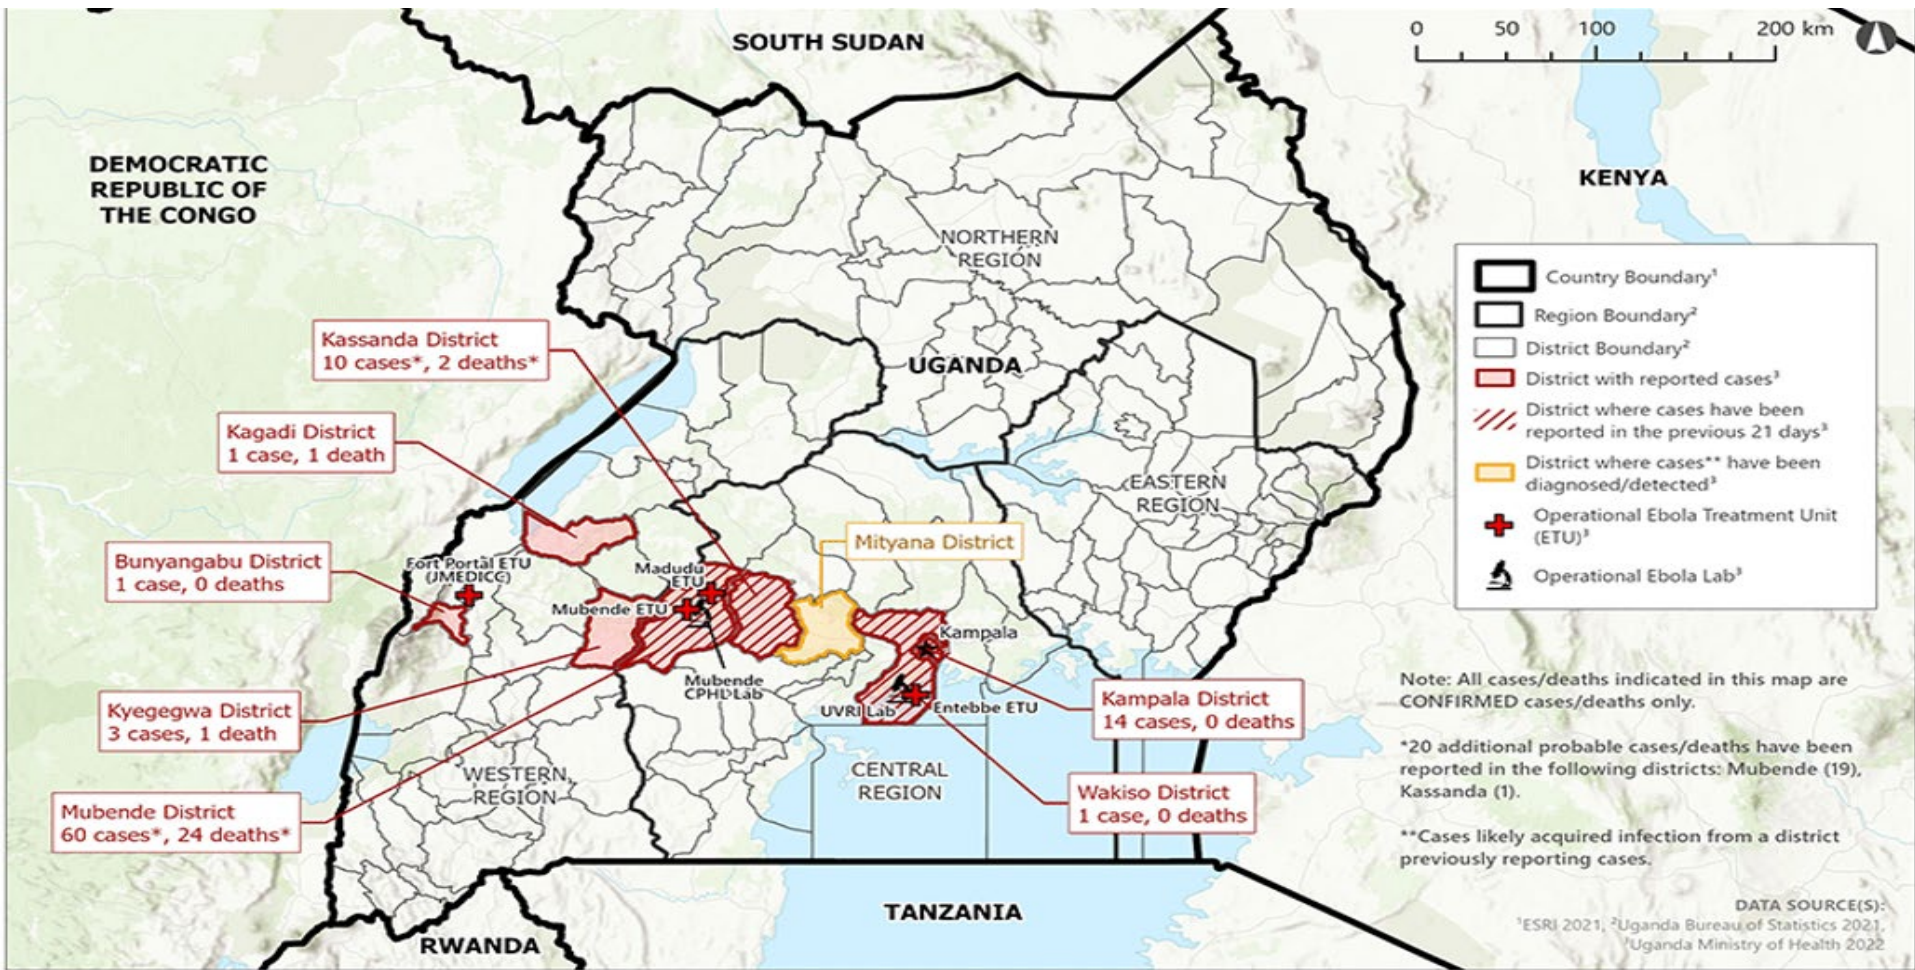 SOUTH SUDAN
0 50 100 200 km
DEMOCRATIC
REPUBLIC OF
THE CONGO
KENYA
NORTHERN
REGION
Country Boundary¹
Region Boundary²
District Boundary²
District with reported cases³
District where cases have been
reported in the previous 21 days³
District where cases** have been
diagnosed/detected³
Operational Ebola Treatment Unit
(ETU)³
Operational Ebola Lab³
Kassanda District
10 cases*, 2 deaths*
UGANDA
Kagadi District
1 case, 1 death
EASTERN
REGION
Mityana District
Bunyangabu District
1 case, 0 deaths
Fort Portal ETU
(JMEDICC)
Madudu
ETU
Mubende ETU
Kampala
Mubende
CPHL Lab
UVRI Lab
Entebbe ETU
Kyegegwa District
3 cases, 1 death
Kampala District
14 cases, 0 deaths
WESTERN
REGION
CENTRAL
REGION
Wakiso District
1 case, 0 deaths
Mubende District
60 cases*, 24 deaths*
Note: All cases/deaths indicated in this map are
CONFIRMED cases/deaths only.
*20 additional probable cases/deaths have been
reported in the following districts: Mubende (19),
Kassanda (1).
**Cases likely acquired infection from a district
previously reporting cases.
TANZANIA
RWANDA
DATA SOURCE(S):
¹ESRI 2021, ²Uganda Bureau of Statistics 2021,
³Uganda Ministry of Health 2022